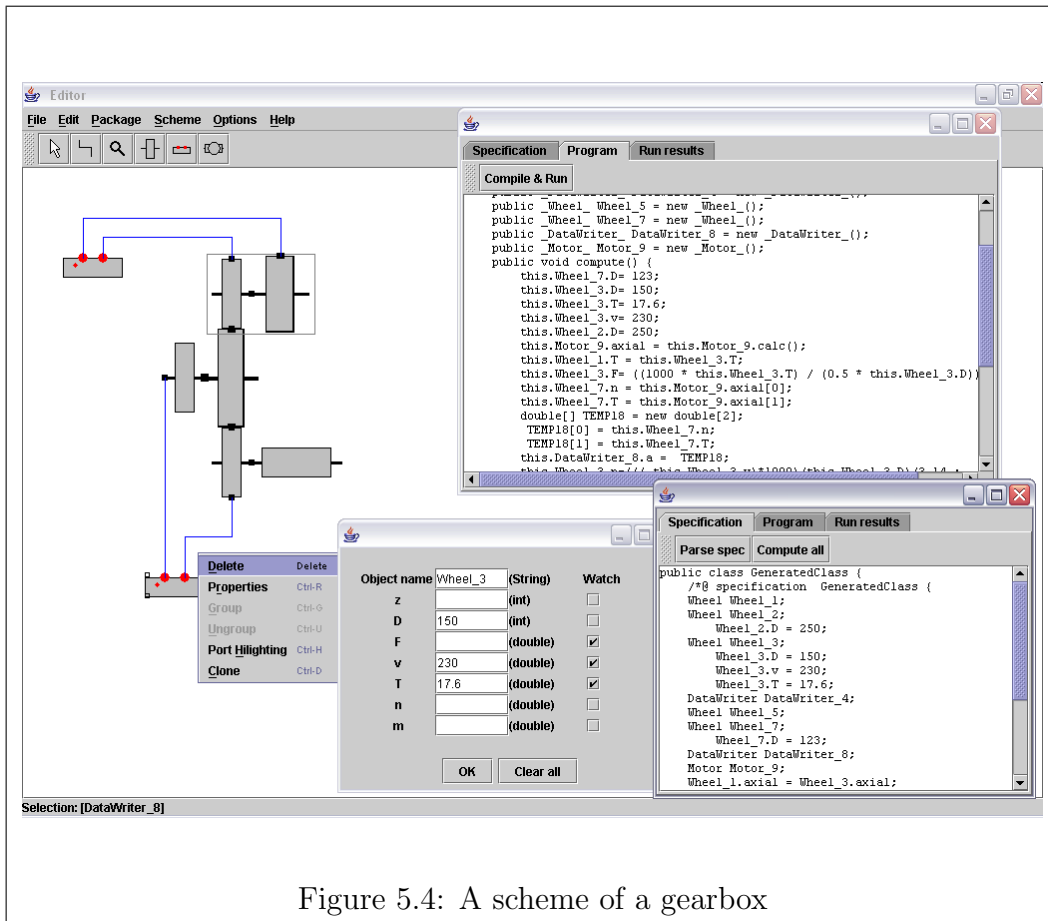 Editor
File Edit Package Scheme Options Help
Specification Program Run results
Compile & Run
public _Wheel_ Wheel_5 = new _Wheel_();
public _Wheel_ Wheel_7 = new _Wheel_();
public _DataWriter_ DataWriter_8 = new _DataWriter_();
public _Motor_ Motor_9 = new _Motor_();
public void compute() {
this.Wheel_7.D= 123;
this.Wheel_3.D= 150;
this.Wheel_3.T= 17.6;
this.Wheel_3.v= 230;
this.Wheel_2.D= 250;
this.Motor_9.axial = this.Motor_9.calc();
this.Wheel_1.T = this.Wheel_3.T;
this.Wheel_3.F= ((1000 * this.Wheel_3.T) / (0.5 * this.Wheel_3.D))
this.Wheel_7.n = this.Motor_9.axial[0];
this.Wheel_7.T = this.Motor_9.axial[1];
double[] TEMP18 = new double[2];
TEMP18[0] = this.Wheel_7.n;
TEMP18[1] = this.Wheel_7.T;
this.DataWriter_8.a = TEMP18;
Delete Delete
Properties Ctrl-R
Group Ctrl-G
Ungroup Ctrl-U
Port Hilighting Ctrl-H
Clone Ctrl-D
Object name Wheel_3 (String) Watch
z (int)
D 150 (int)
F (double)
v 230 (double)
T 17.6 (double)
n (double)
m (double)
OK Clear all
Specification Program Run results
Parse spec Compute all
public class GeneratedClass {
/*@ specification GeneratedClass {
Wheel Wheel_1;
Wheel Wheel_2;
Wheel_2.D = 250;
Wheel Wheel_3;
Wheel_3.D = 150;
Wheel_3.v = 230;
Wheel_3.T = 17.6;
DataWriter DataWriter_4;
Wheel Wheel_5;
Wheel Wheel_7;
Wheel_7.D = 123;
DataWriter DataWriter_8;
Motor Motor_9;
Wheel_1.axial = Wheel_3.axial;
Selection: [DataWriter_8]
Figure 5.4: A scheme of a gearbox